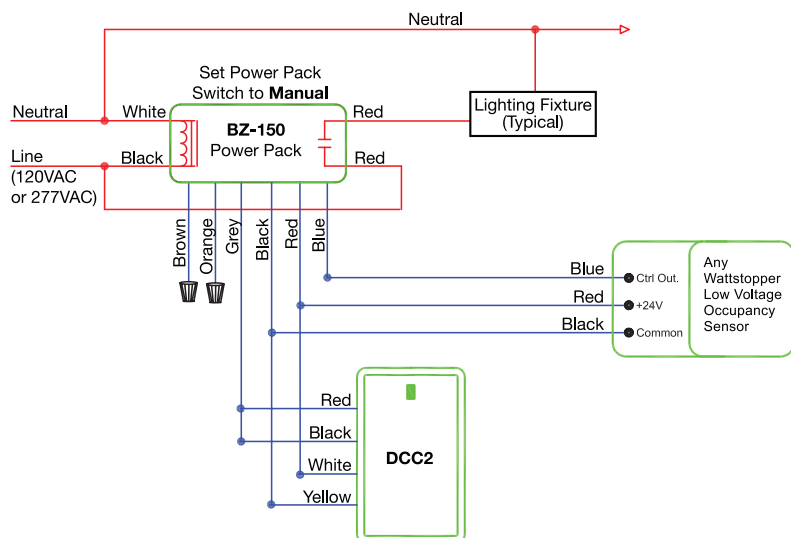 Neutral
Set Power Pack
Switch to Manual
Neutral
White
BZ-150
Power Pack
Red
Lighting Fixture
(Typical)
Line
(120VAC
or 277VAC)
Black
Red
Brown
Orange
Grey
Black
Red
Blue
Blue
Ctrl Out.
Red
+24V
Black
Common
Any
Wattstopper
Low Voltage
Occupancy
Sensor
Red
Black
White
Yellow
DCC2